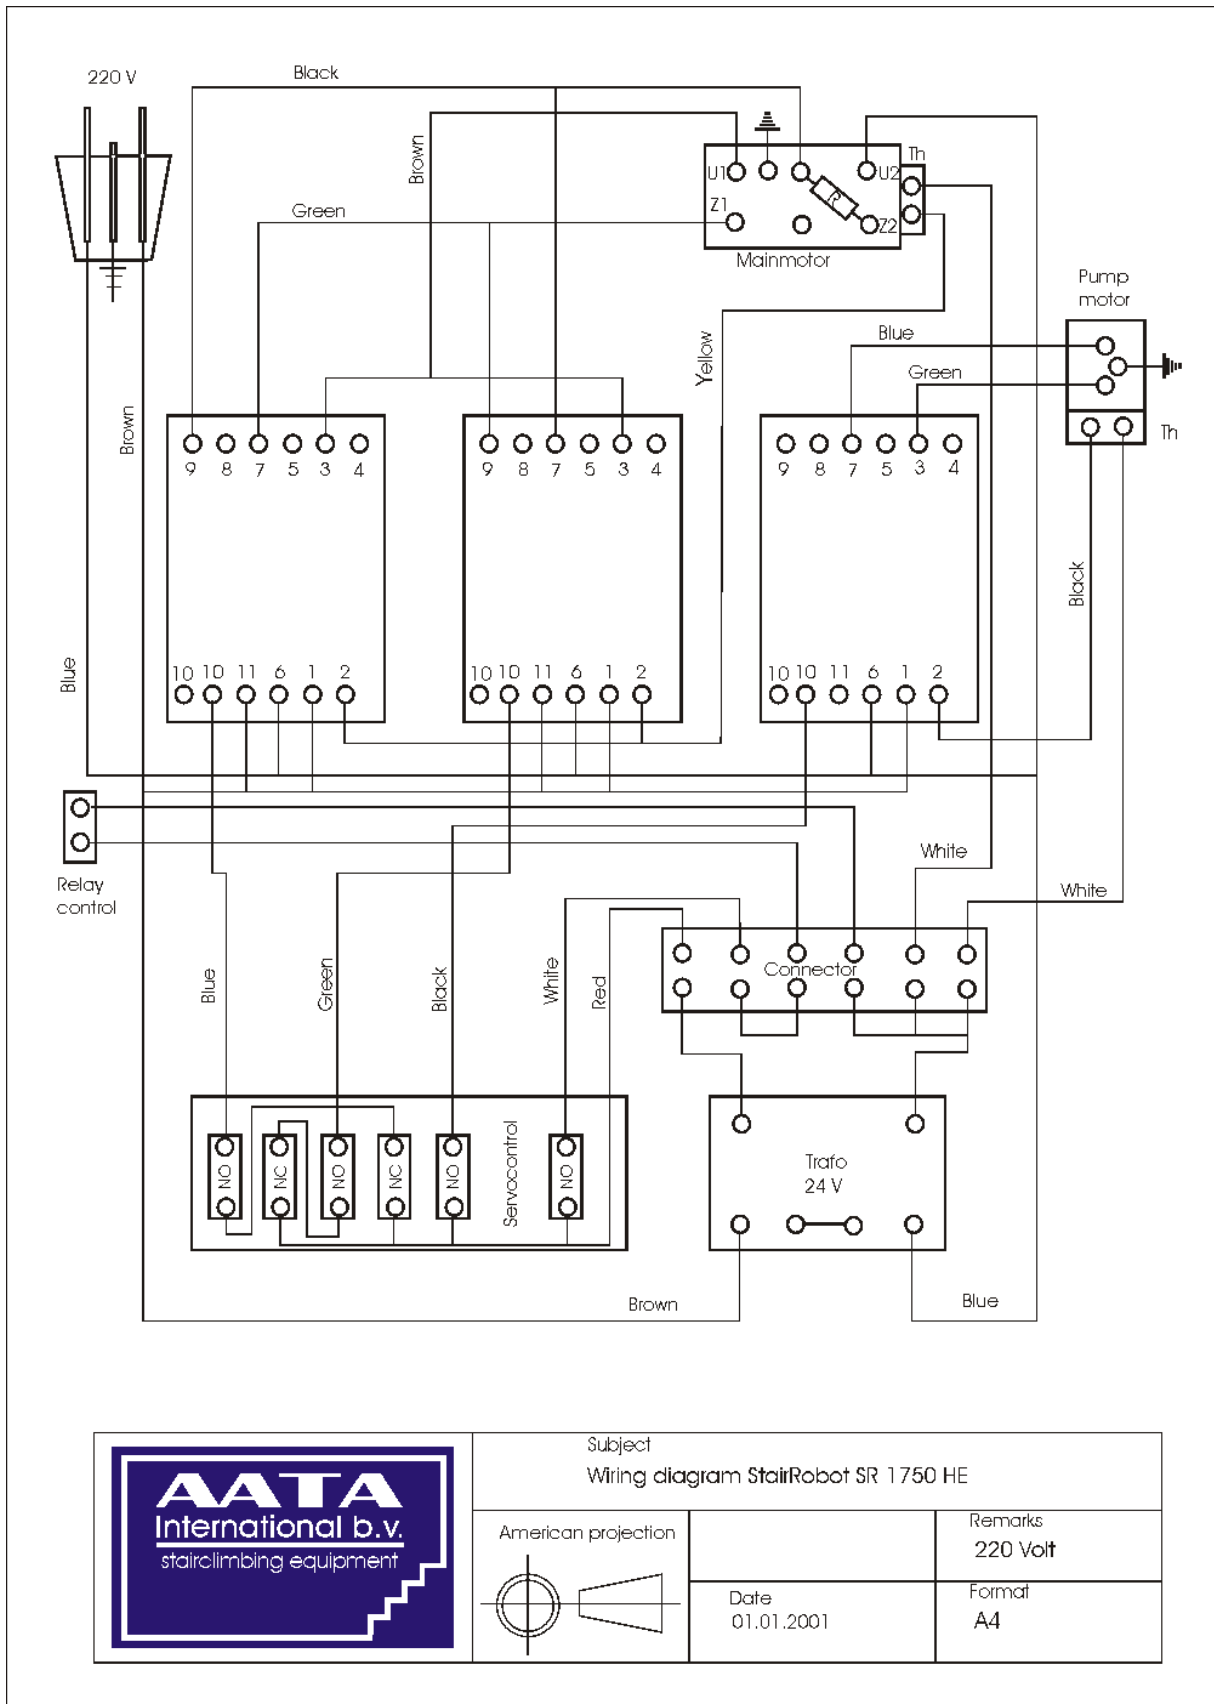 220 V
Black
Brown
Green
U1
U2
Th
Z1
R
Z2
Mainmotor
Pump
motor
Blue
Green
Th
Yellow
Brown
9 8 7 5 3 4
9 8 7 5 3 4
9 8 7 5 3 4
Black
Blue
10 10 11 6 1 2
10 10 11 6 1 2
10 10 11 6 1 2
Relay
control
White
White
Blue
Green
Black
White
Red
Connector
NO
NC
NO
NC
NO
Servocontrol
NO
Trafo
24 V
Brown
Blue
AATA
International b.v.
stairclimbing equipment
Subject
Wiring diagram StairRobot SR 1750 HE
American projection
Remarks
220 Volt
Date
01.01.2001
Format
A4